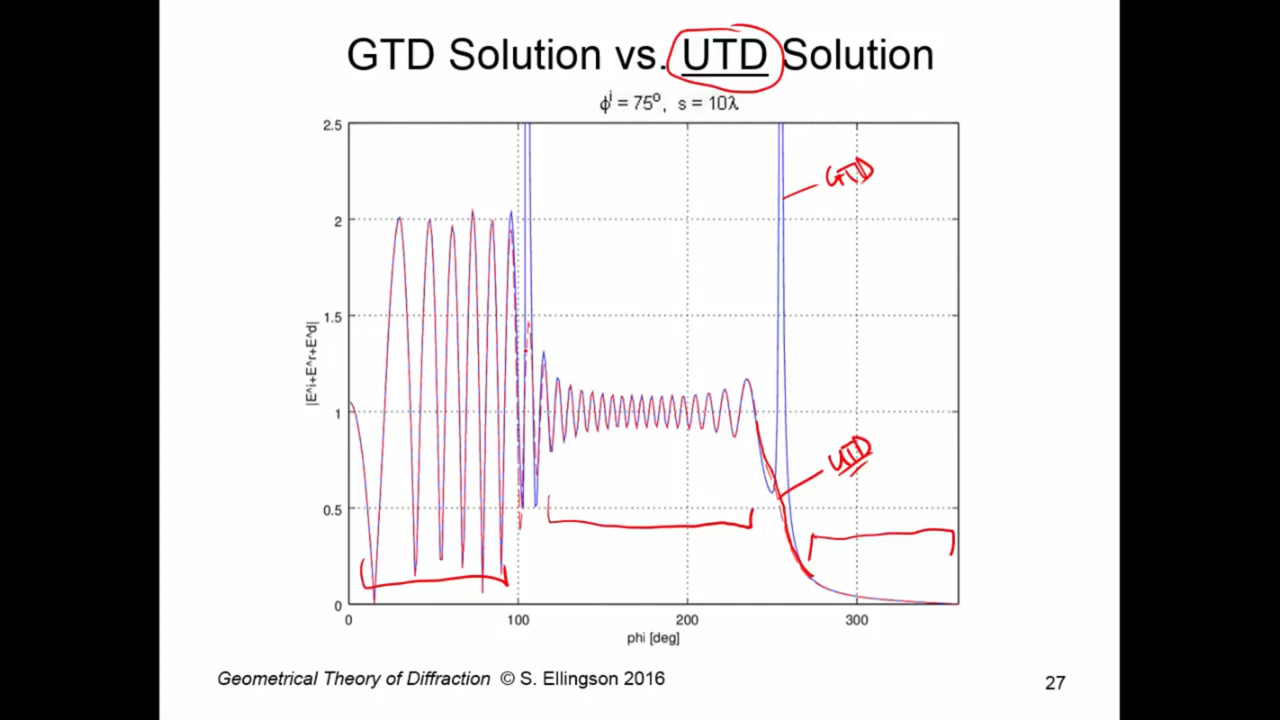 GTD Solution vs. UTD Solution
ϕⁱ = 75º, s = 10λ
2.5
2
1.5
1
0.5
0
|E^i+E^r+E^d|
0
100
200
300
phi [deg]
GTD
UTD
Geometrical Theory of Diffraction © S. Ellingson 2016
27